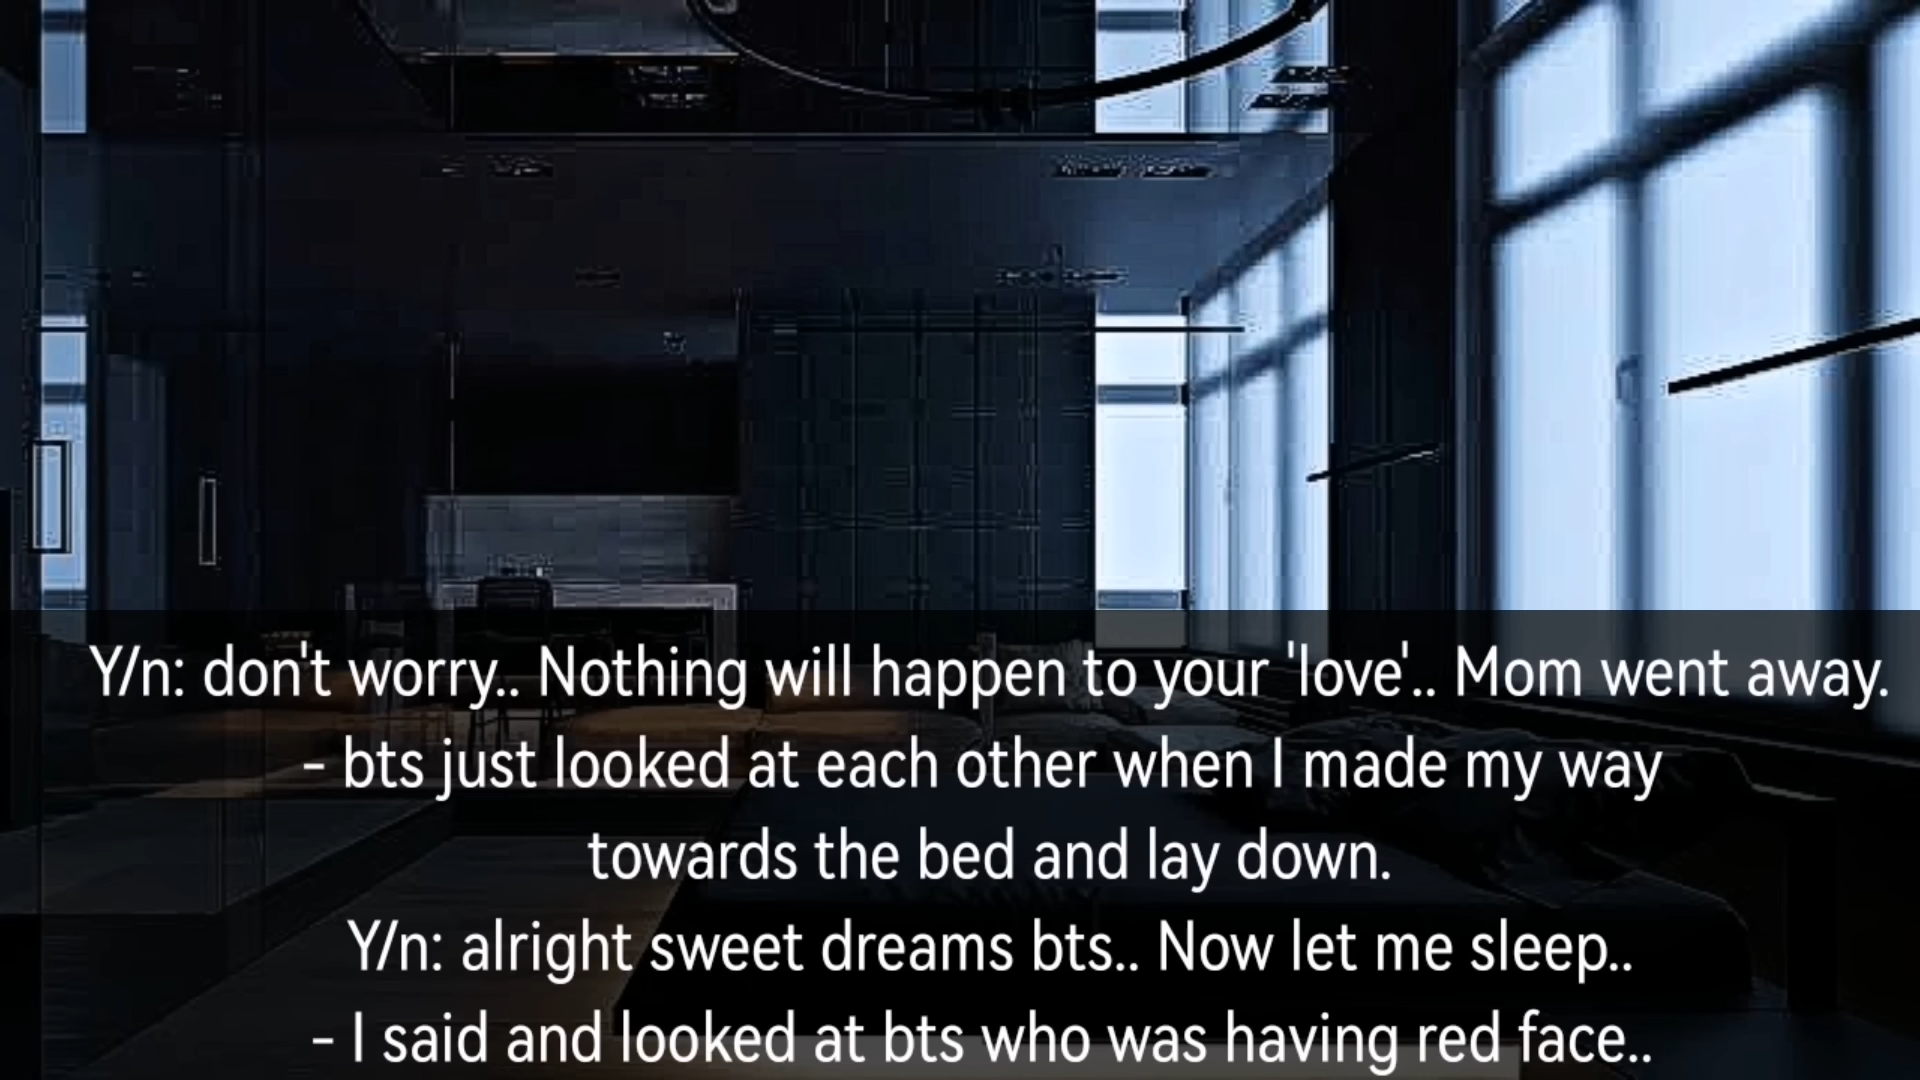 Y/n: don't worry.. Nothing will happen to your 'love'.. Mom went away.
- bts just looked at each other when I made my way
towards the bed and lay down.
Y/n: alright sweet dreams bts.. Now let me sleep..
- I said and looked at bts who was having red face..